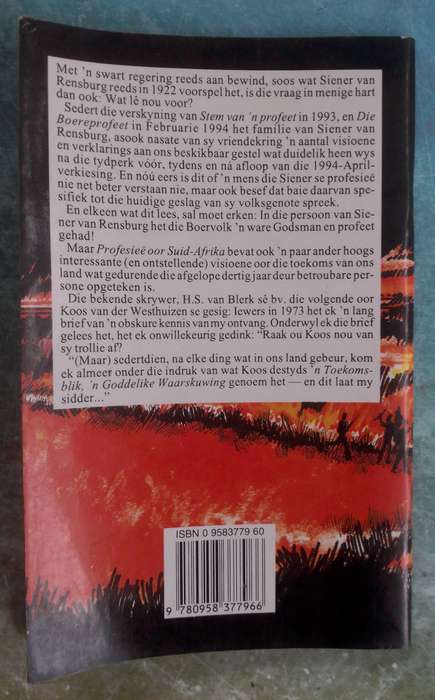 Met 'n swart regering reeds aan bewind, soos wat Siener van
Rensburg reeds in 1922 voorspel het, is die vraag in menige hart
dan ook: Wat lê nou voor?
Sedert die verskyning van Stem van 'n profeet in 1993, en Die
Boereprofeet in Februarie 1994 het familie van Siener van
Rensburg, asook nasate van sy vriendekring 'n aantal visioene
en verklarings aan ons beskikbaar gestel wat duidelik heen wys
na die tydperk vóór, tydens en ná afloop van die 1994-April-
verkiesing. En nóú eers is dit of 'n mens die Siener se profesieë
nie net beter verstaan nie, maar ook besef dat baie daarvan spe-
sifiek tot die huidige geslag van sy volksgenote spreek.
En elkeen wat dit lees, sal moet erken: In die persoon van Sie-
ner van Rensburg het die Boervolk 'n ware Godsman en profeet
gehad!
Maar Profesieë oor Suid-Afrika bevat ook 'n paar ander hoogs
interessante (en ontstellende) visioene oor die toekoms van ons
land wat gedurende die afgelope dertig jaar deur betroubare per-
sone opgeteken is.
Die bekende skrywer, H.S. van Blerk sê bv. die volgende oor
Koos van der Westhuizen se gesig: Iewers in 1973 het ek 'n lang
brief van 'n obskure kennis van my ontvang. Onderwyl ek die brief
gelees het, het ek onwillekeurig gedink: "Raak ou Koos nou van
sy trollie af?
"(Maar) sedertdien, na elke ding wat in ons land gebeur, kom
ek almeer onder die indruk van wat Koos destyds 'n Toekoms-
blik, 'n Goddelike Waarskuwing genoem het — en dit laat my
sidder..."
ISBN 0 9583779 60
9 780958 377966